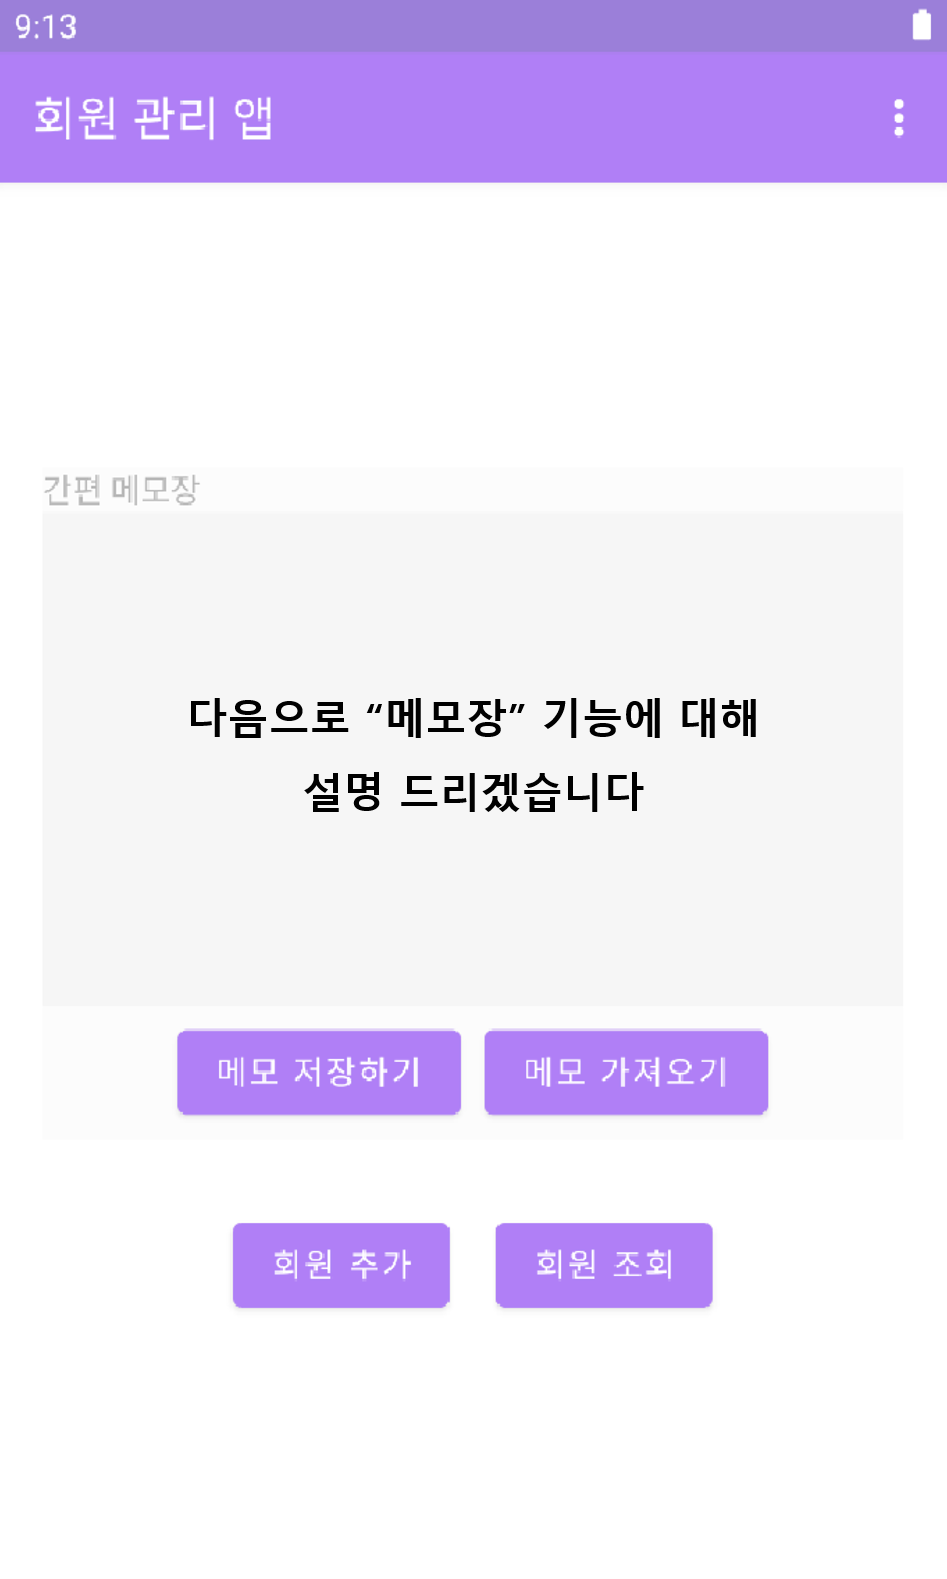 9:13
회원 관리 앱
간편 메모장
다음으로 “메모장” 기능에 대해
설명 드리겠습니다
메모 저장하기 메모 가져오기
회원 추가 회원 조회